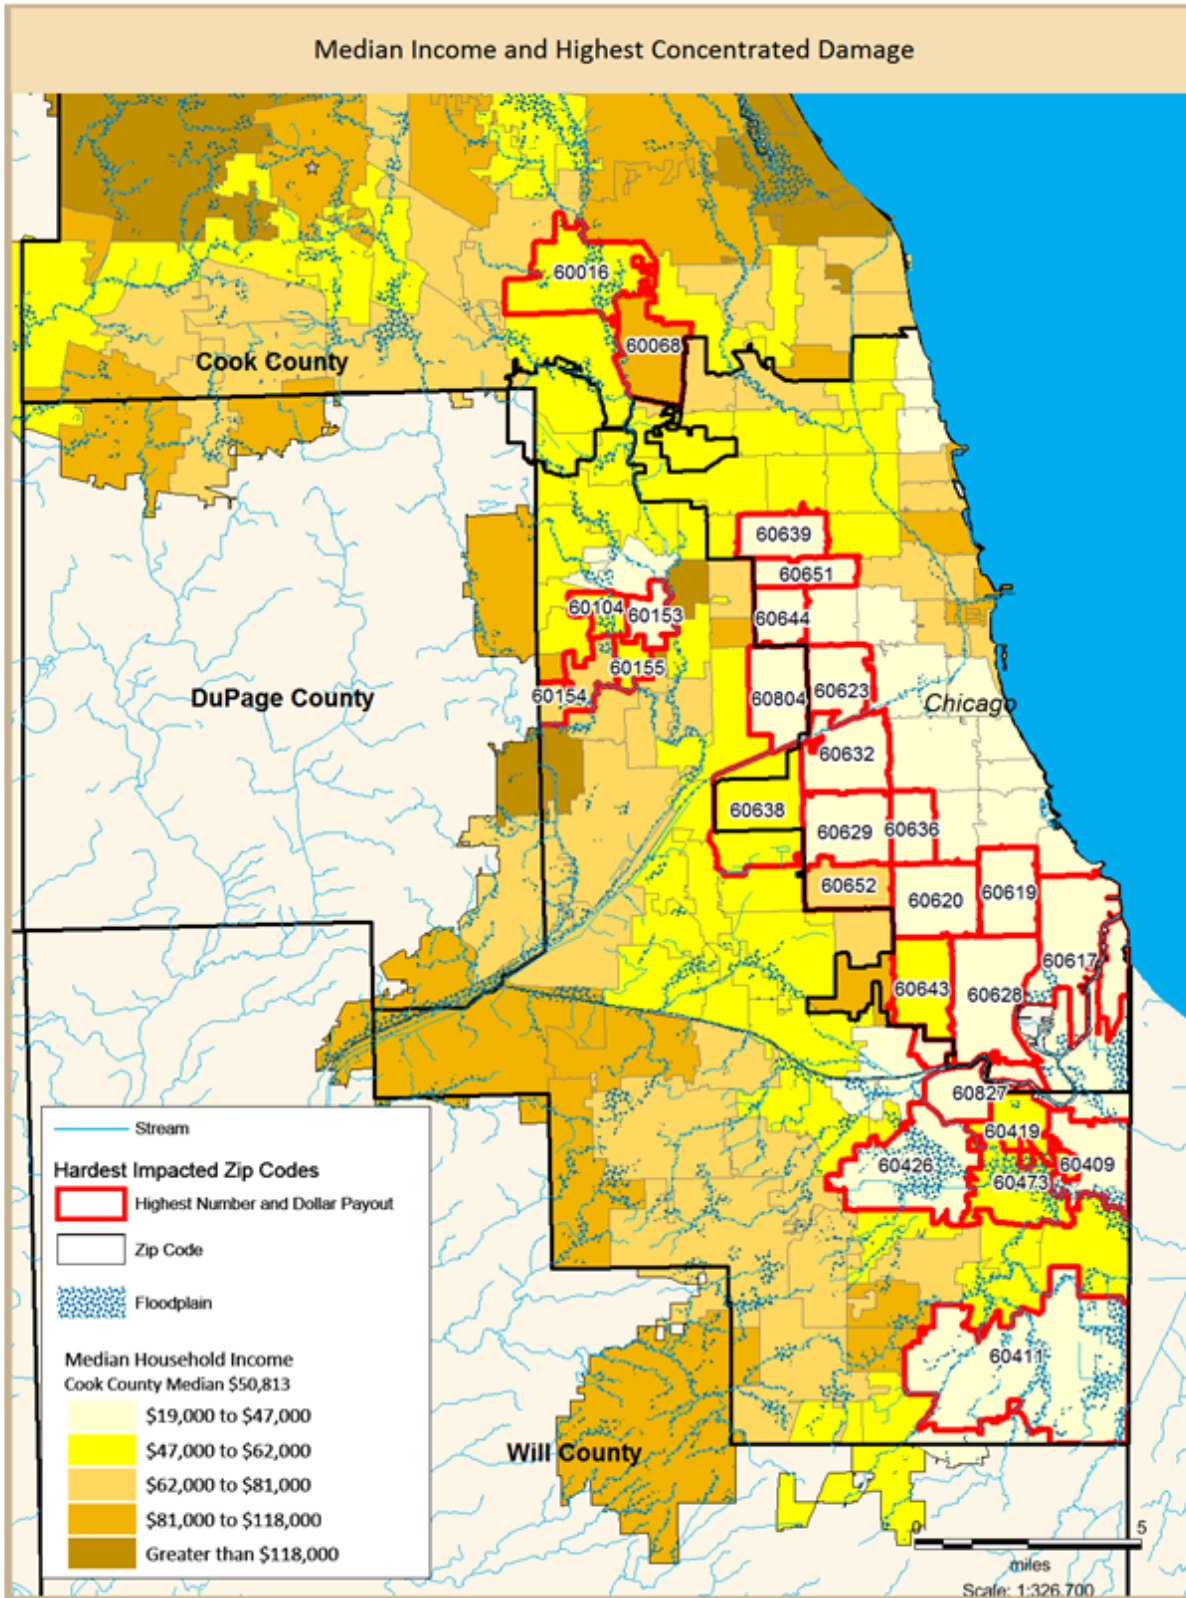 Median Income and Highest Concentrated Damage
60016
60068
Cook County
60639
60651
60104
60153
60644
60155
60154
60804
60623
DuPage County
Chicago
60632
60638
60629
60636
60652
60620
60619
60617
60643
60628
60827
60419
60426
60409
60473
60411
Will County
Stream
Hardest Impacted Zip Codes
Highest Number and Dollar Payout
Zip Code
Floodplain
Median Household Income
Cook County Median $50,813
$19,000 to $47,000
$47,000 to $62,000
$62,000 to $81,000
$81,000 to $118,000
Greater than $118,000
0 5
miles
Scale: 1:326,700